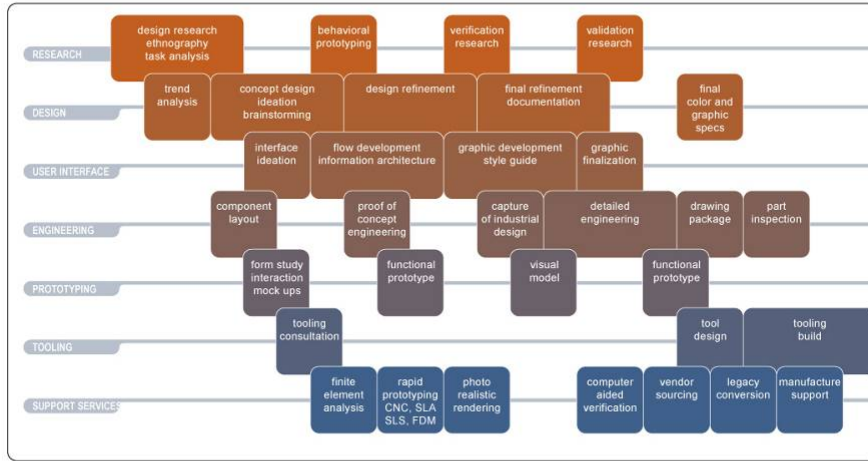 design research
ethnography
task analysis
behavioral
prototyping
verification
research
validation
research
RESEARCH
trend
analysis
concept design
ideation
brainstorming
design refinement
final refinement
documentation
final
color and
graphic
specs
DESIGN
interface
ideation
flow development
information architecture
graphic development
style guide
graphic
finalization
USER INTERFACE
component
layout
proof of
concept
engineering
capture
of industrial
design
detailed
engineering
drawing
package
part
inspection
ENGINEERING
form study
interaction
mock ups
functional
prototype
visual
model
functional
prototype
PROTOTYPING
tooling
consultation
tool
design
tooling
build
TOOLING
finite
element
analysis
rapid
prototyping
CNC, SLA
SLS, FDM
photo
realistic
rendering
computer
aided
verification
vendor
sourcing
legacy
conversion
manufacture
support
SUPPORT SERVICES